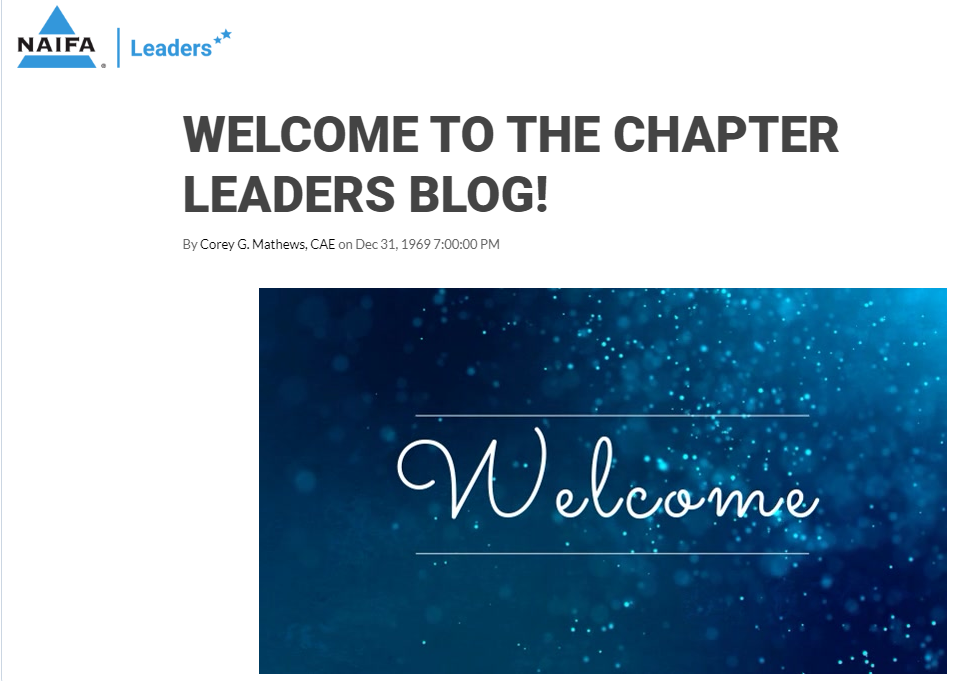 NAIFA
®
Leaders
WELCOME TO THE CHAPTER
LEADERS BLOG!
By Corey G. Mathews, CAE on Dec 31, 1969 7:00:00 PM
Welcome